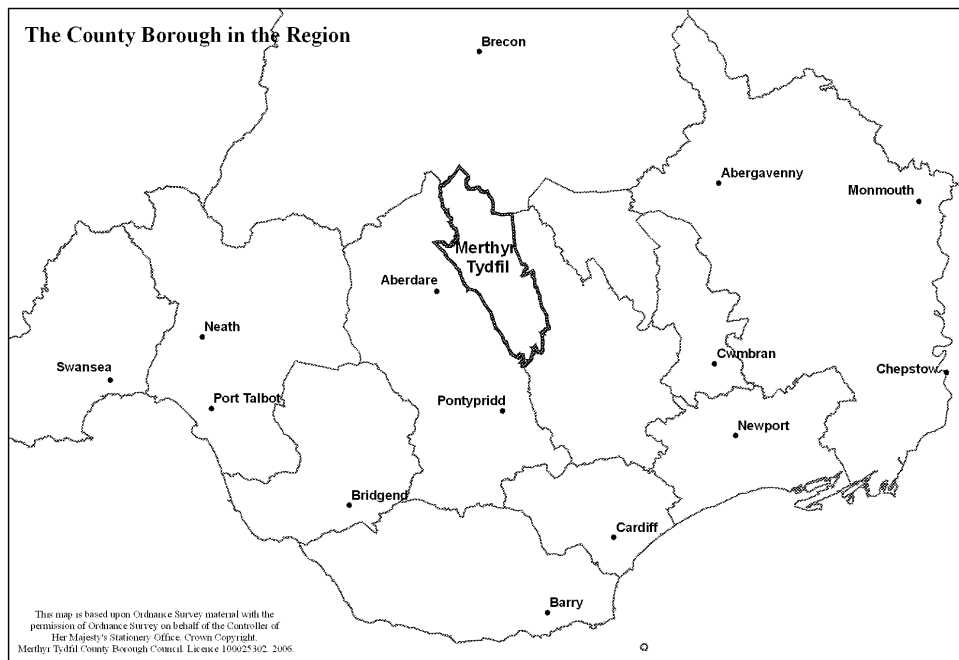 The County Borough in the Region
Brecon
Abergavenny
Monmouth
Merthyr
Tydfil
Aberdare
Neath
Swansea
Cwmbran
Chepstow
Port Talbot
Pontypridd
Newport
Bridgend
Cardiff
Barry
This map is based upon Ordnance Survey material with the
permission of Ordnance Survey on behalf of the Controller of
Her Majesty's Stationery Office. Crown Copyright.
Merthyr Tydfil County Borough Council. Licence 100025302. 2006.